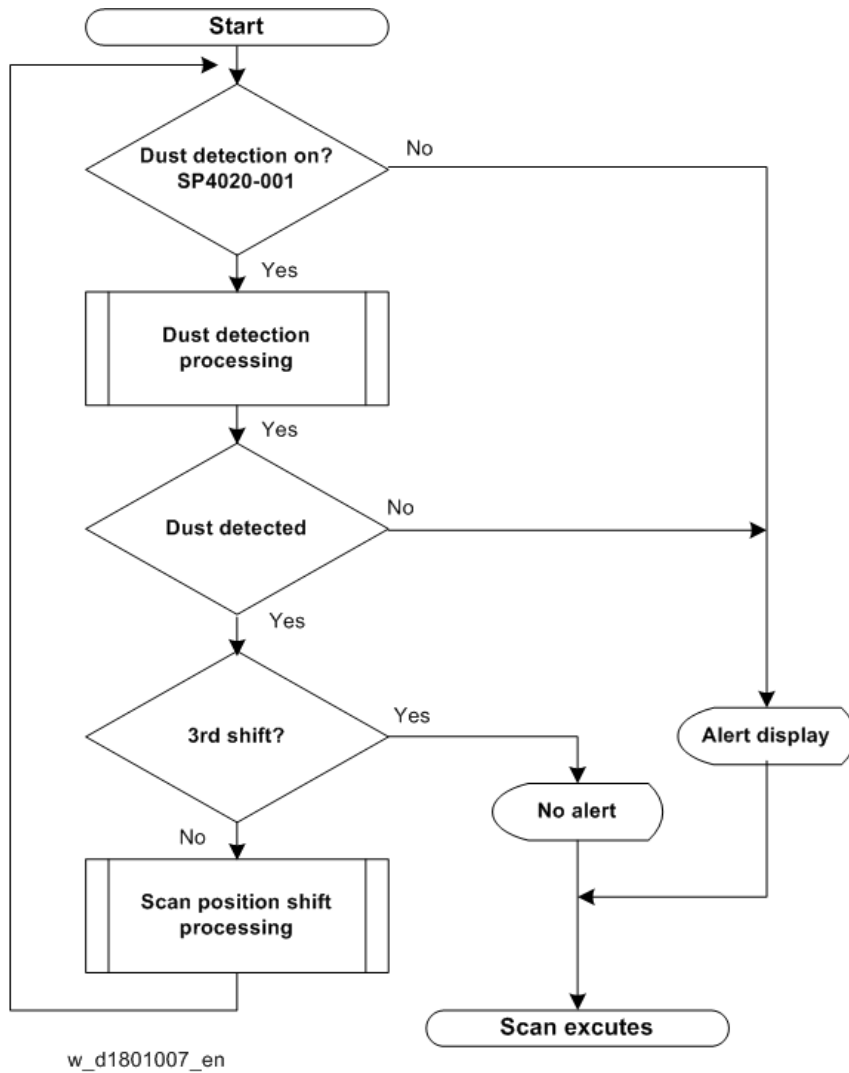 Start
Dust detection on?
SP4020-001
No
Yes
Dust detection
processing
Yes
Dust detected
No
Yes
3rd shift?
Yes
Alert display
No alert
No
Scan position shift
processing
Scan excutes
w_d1801007_en